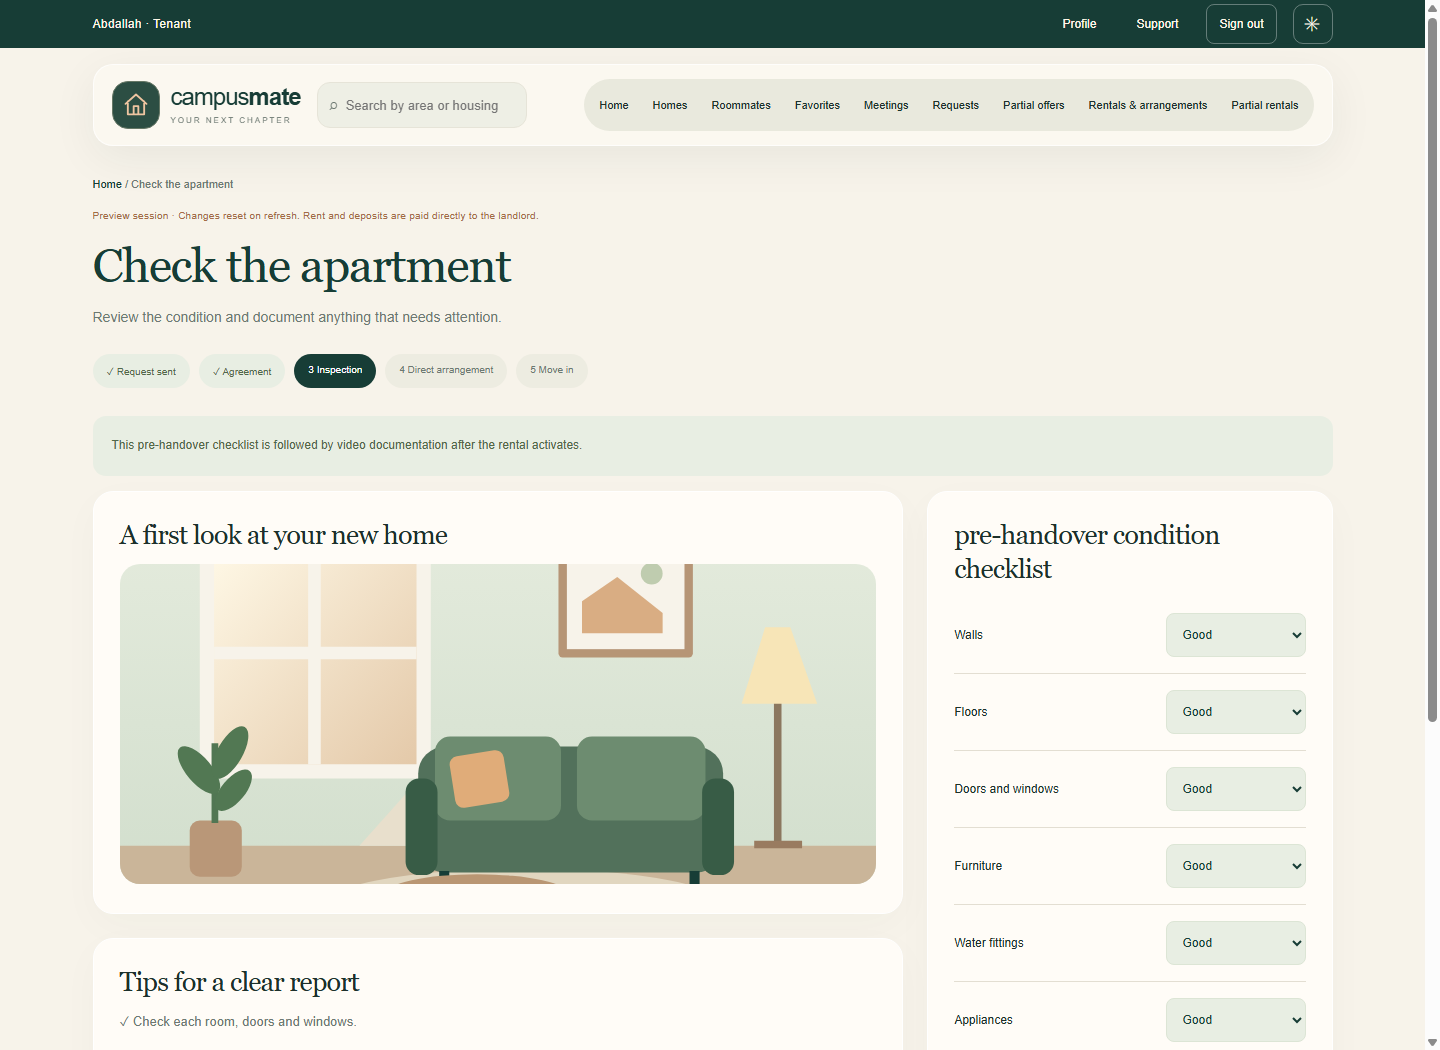 Abdallah · Tenant
Profile
Support
Sign out
campusmate
YOUR NEXT CHAPTER
Search by area or housing
Home
Homes
Roommates
Favorites
Meetings
Requests
Partial offers
Rentals & arrangements
Partial rentals
Home / Check the apartment
Preview session · Changes reset on refresh. Rent and deposits are paid directly to the landlord.
Check the apartment
Review the condition and document anything that needs attention.
✓ Request sent
✓ Agreement
3 Inspection
4 Direct arrangement
5 Move in
This pre-handover checklist is followed by video documentation after the rental activates.
A first look at your new home
pre-handover condition
checklist
Walls
Good
Floors
Good
Doors and windows
Good
Furniture
Good
Water fittings
Good
Appliances
Good
Tips for a clear report
✓ Check each room, doors and windows.